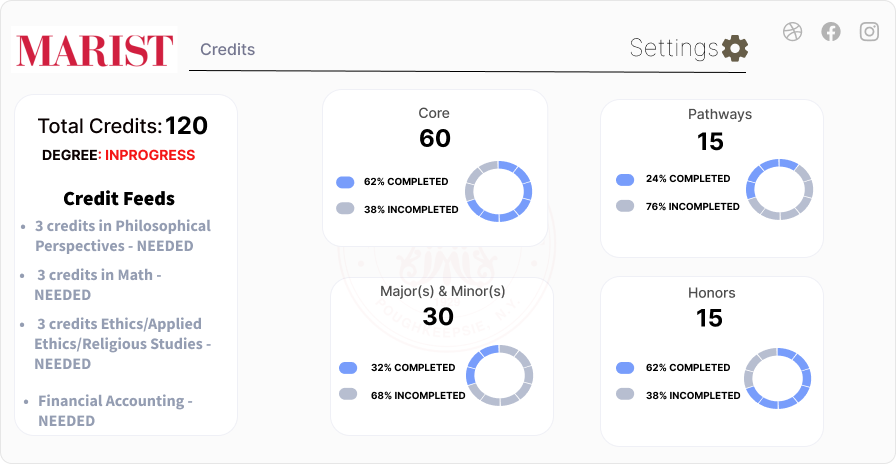 MARIST
Credits
Settings
Total Credits: 120
DEGREE: INPROGRESS
Credit Feeds
• 3 credits in Philosophical
Perspectives - NEEDED
• 3 credits in Math -
NEEDED
• 3 credits Ethics/Applied
Ethics/Religious Studies -
NEEDED
• Financial Accounting -
NEEDED
Core
60
62% COMPLETED
38% INCOMPLETED
Pathways
15
24% COMPLETED
76% INCOMPLETED
Major(s) & Minor(s)
30
32% COMPLETED
68% INCOMPLETED
POUGHKEEPSIE, N.Y.
Honors
15
62% COMPLETED
38% INCOMPLETED